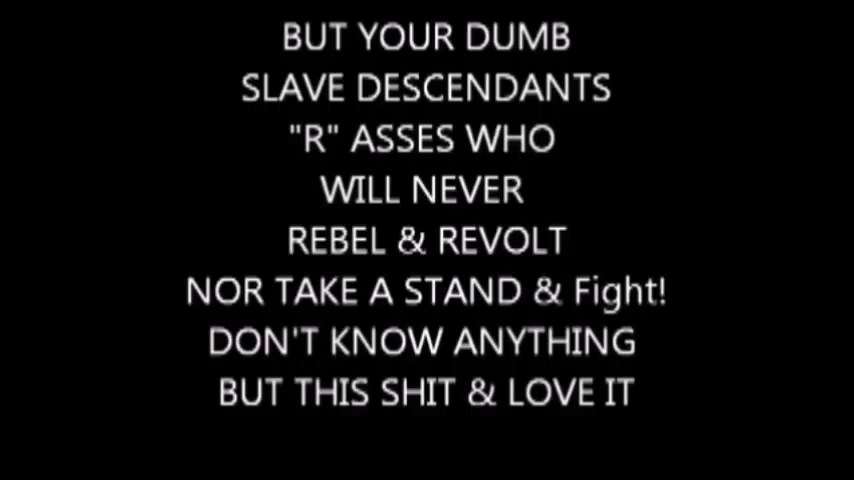 BUT YOUR DUMB
SLAVE DESCENDANTS
"R" ASSES WHO
WILL NEVER
REBEL & REVOLT
NOR TAKE A STAND & Fight!
DON'T KNOW ANYTHING
BUT THIS SHIT & LOVE IT